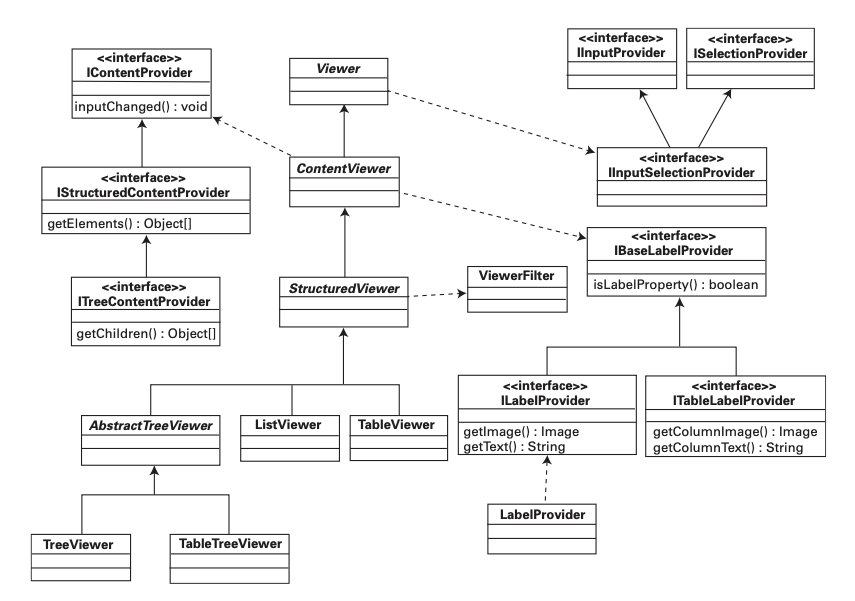 <<interface>>
IContentProvider
inputChanged() : void
Viewer
<<interface>>
IInputProvider
<<interface>>
ISelectionProvider
<<interface>>
IStructuredContentProvider
getElements() : Object[]
ContentViewer
<<interface>>
IInputSelectionProvider
<<interface>>
IBaseLabelProvider
isLabelProperty() : boolean
<<interface>>
ITreeContentProvider
getChildren() : Object[]
StructuredViewer
ViewerFilter
<<interface>>
ILabelProvider
getImage() : Image
getText() : String
<<interface>>
ITableLabelProvider
getColumnImage() : Image
getColumnText() : String
AbstractTreeViewer
ListViewer
TableViewer
LabelProvider
TreeViewer
TableTreeViewer